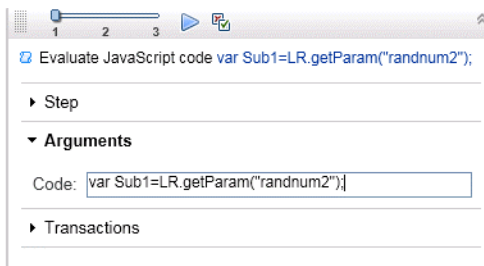 1 2 3
Evaluate JavaScript code var Sub1=LR.getParam("randnum2");
Step
Arguments
Code: var Sub1=LR.getParam("randnum2");
Transactions